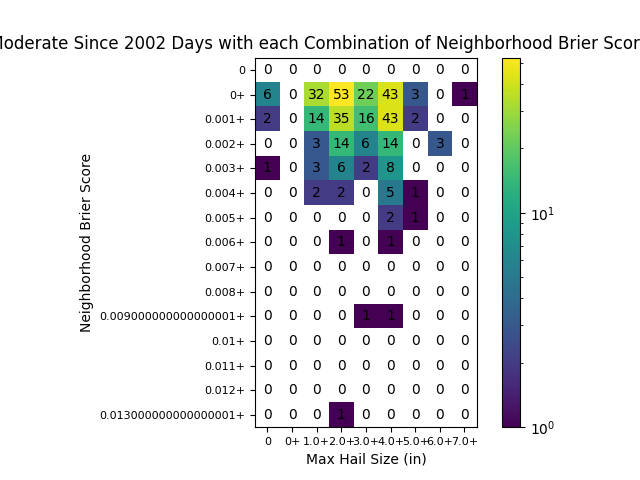 Moderate Since 2002 Days with each Combination of Neighborhood Brier Scor
0 0 0 0 0 0 0 0 0 0
0+ 6 0 32 53 22 43 3 0 1
0.001+ 2 0 14 35 16 43 2 0 0
0.002+ 0 0 3 14 6 14 0 3 0
0.003+ 1 0 3 6 2 8 0 0 0
0.004+ 0 0 2 2 0 5 1 0 0
0.005+ 0 0 0 0 0 2 1 0 0
0.006+ 0 0 0 1 0 1 0 0 0
0.007+ 0 0 0 0 0 0 0 0 0
0.008+ 0 0 0 0 0 0 0 0 0
0.009000000000000001+ 0 0 0 0 1 1 0 0 0
0.01+ 0 0 0 0 0 0 0 0 0
0.011+ 0 0 0 0 0 0 0 0 0
0.012+ 0 0 0 0 0 0 0 0 0
0.013000000000000001+ 0 0 0 1 0 0 0 0 0
0 0+ 1.0+ 2.0+ 3.0+ 4.0+ 5.0+ 6.0+ 7.0+
Max Hail Size (in)
Neighborhood Brier Score
10¹
10⁰